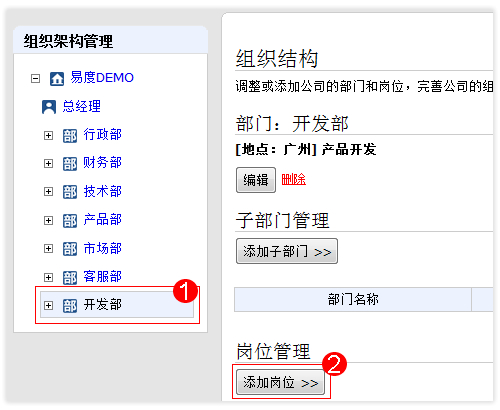 组织架构管理
易度DEMO
总经理
部 行政部
部 财务部
部 技术部
部 产品部
部 市场部
部 客服部
1
部 开发部
组织结构
调整或添加公司的部门和岗位，完善公司的组
部门：开发部
[地点：广州] 产品开发
编辑 删除
子部门管理
添加子部门 >>
部门名称
岗位管理
2
添加岗位 >>